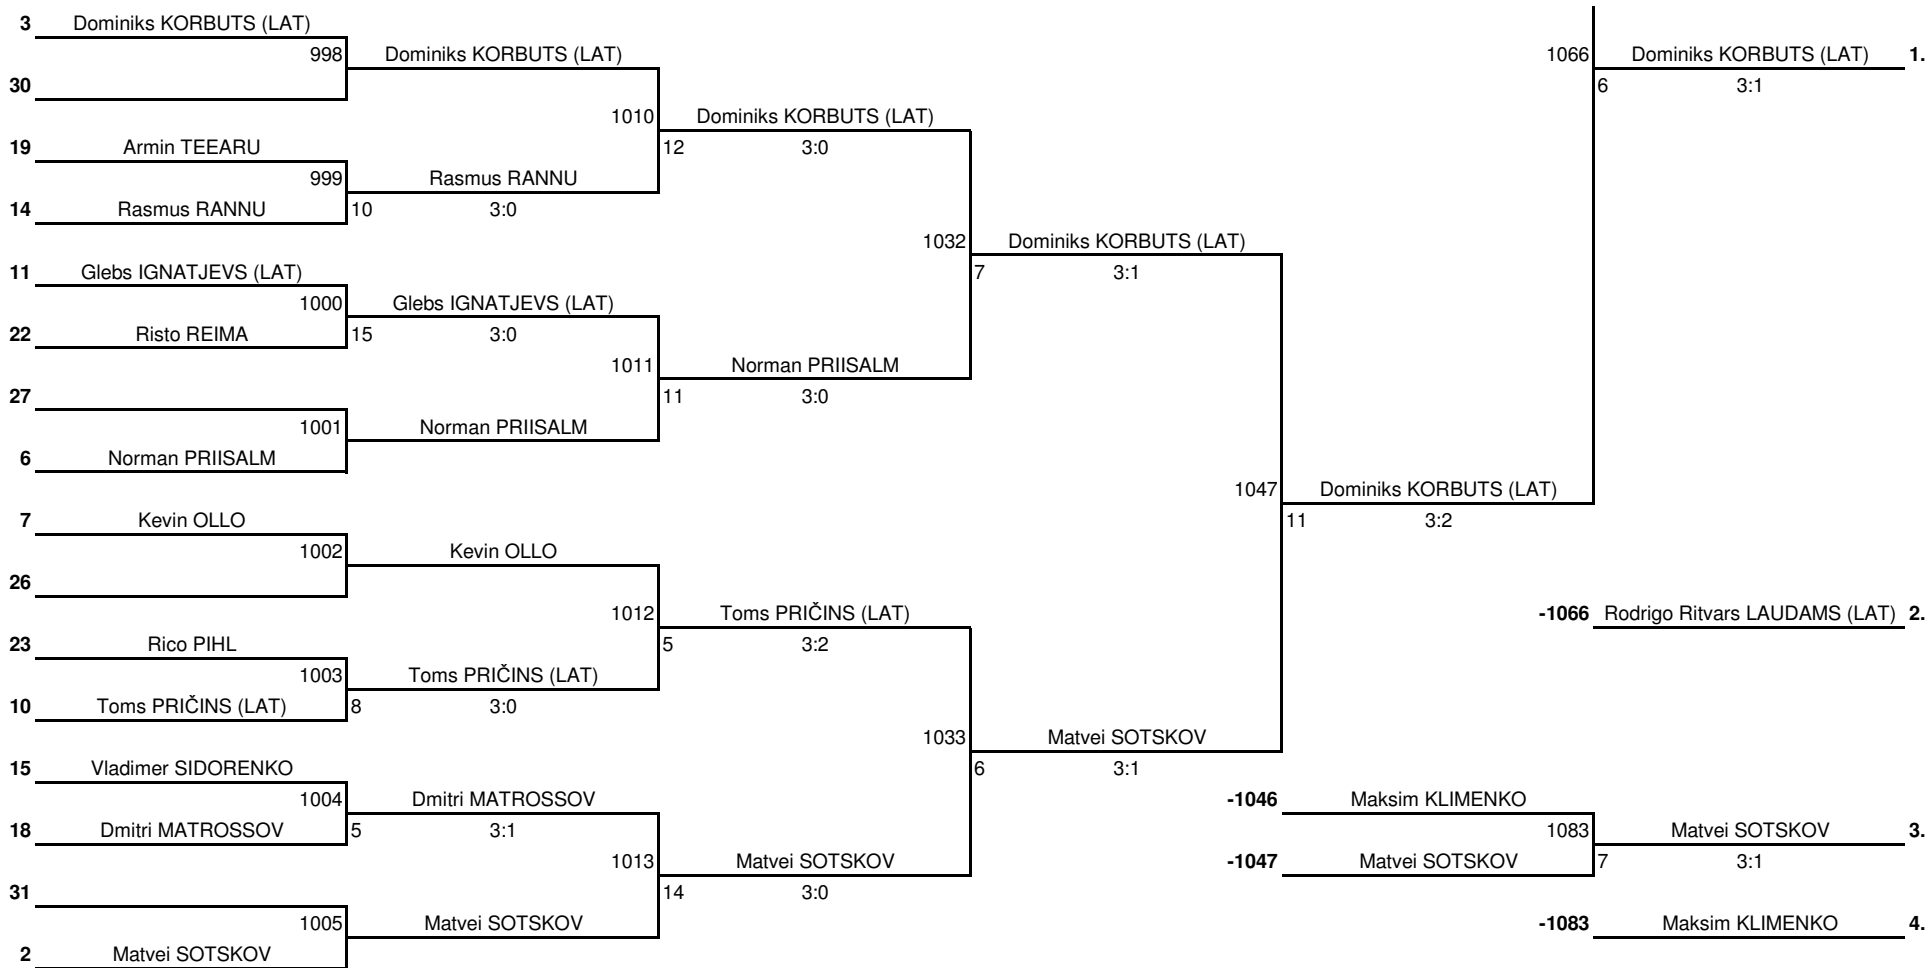 3 Dominiks KORBUTS (LAT)
998 Dominiks KORBUTS (LAT) 1066 Dominiks KORBUTS (LAT) 1.
30 6 3:1
1010 Dominiks KORBUTS (LAT)
19 Armin TEEARU 12 3:0
999 Rasmus RANNU
14 Rasmus RANNU 10 3:0
1032 Dominiks KORBUTS (LAT)
11 Glebs IGNATJEVS (LAT) 7 3:1
1000 Glebs IGNATJEVS (LAT)
22 Risto REIMA 15 3:0
1011 Norman PRIISALM
27 11 3:0
1001 Norman PRIISALM
6 Norman PRIISALM
1047 Dominiks KORBUTS (LAT)
7 Kevin OLLO 11 3:2
1002 Kevin OLLO
26
1012 Toms PRIČINS (LAT) -1066 Rodrigo Ritvars LAUDAMS (LAT) 2.
23 Rico PIHL 5 3:2
1003 Toms PRIČINS (LAT)
10 Toms PRIČINS (LAT) 8 3:0
1033 Matvei SOTSKOV
15 Vladimer SIDORENKO 6 3:1
1004 Dmitri MATROSSOV -1046 Maksim KLIMENKO
18 Dmitri MATROSSOV 5 3:1 1083 Matvei SOTSKOV 3.
1013 Matvei SOTSKOV -1047 Matvei SOTSKOV 7 3:1
31 14 3:0
1005 Matvei SOTSKOV -1083 Maksim KLIMENKO 4.
2 Matvei SOTSKOV